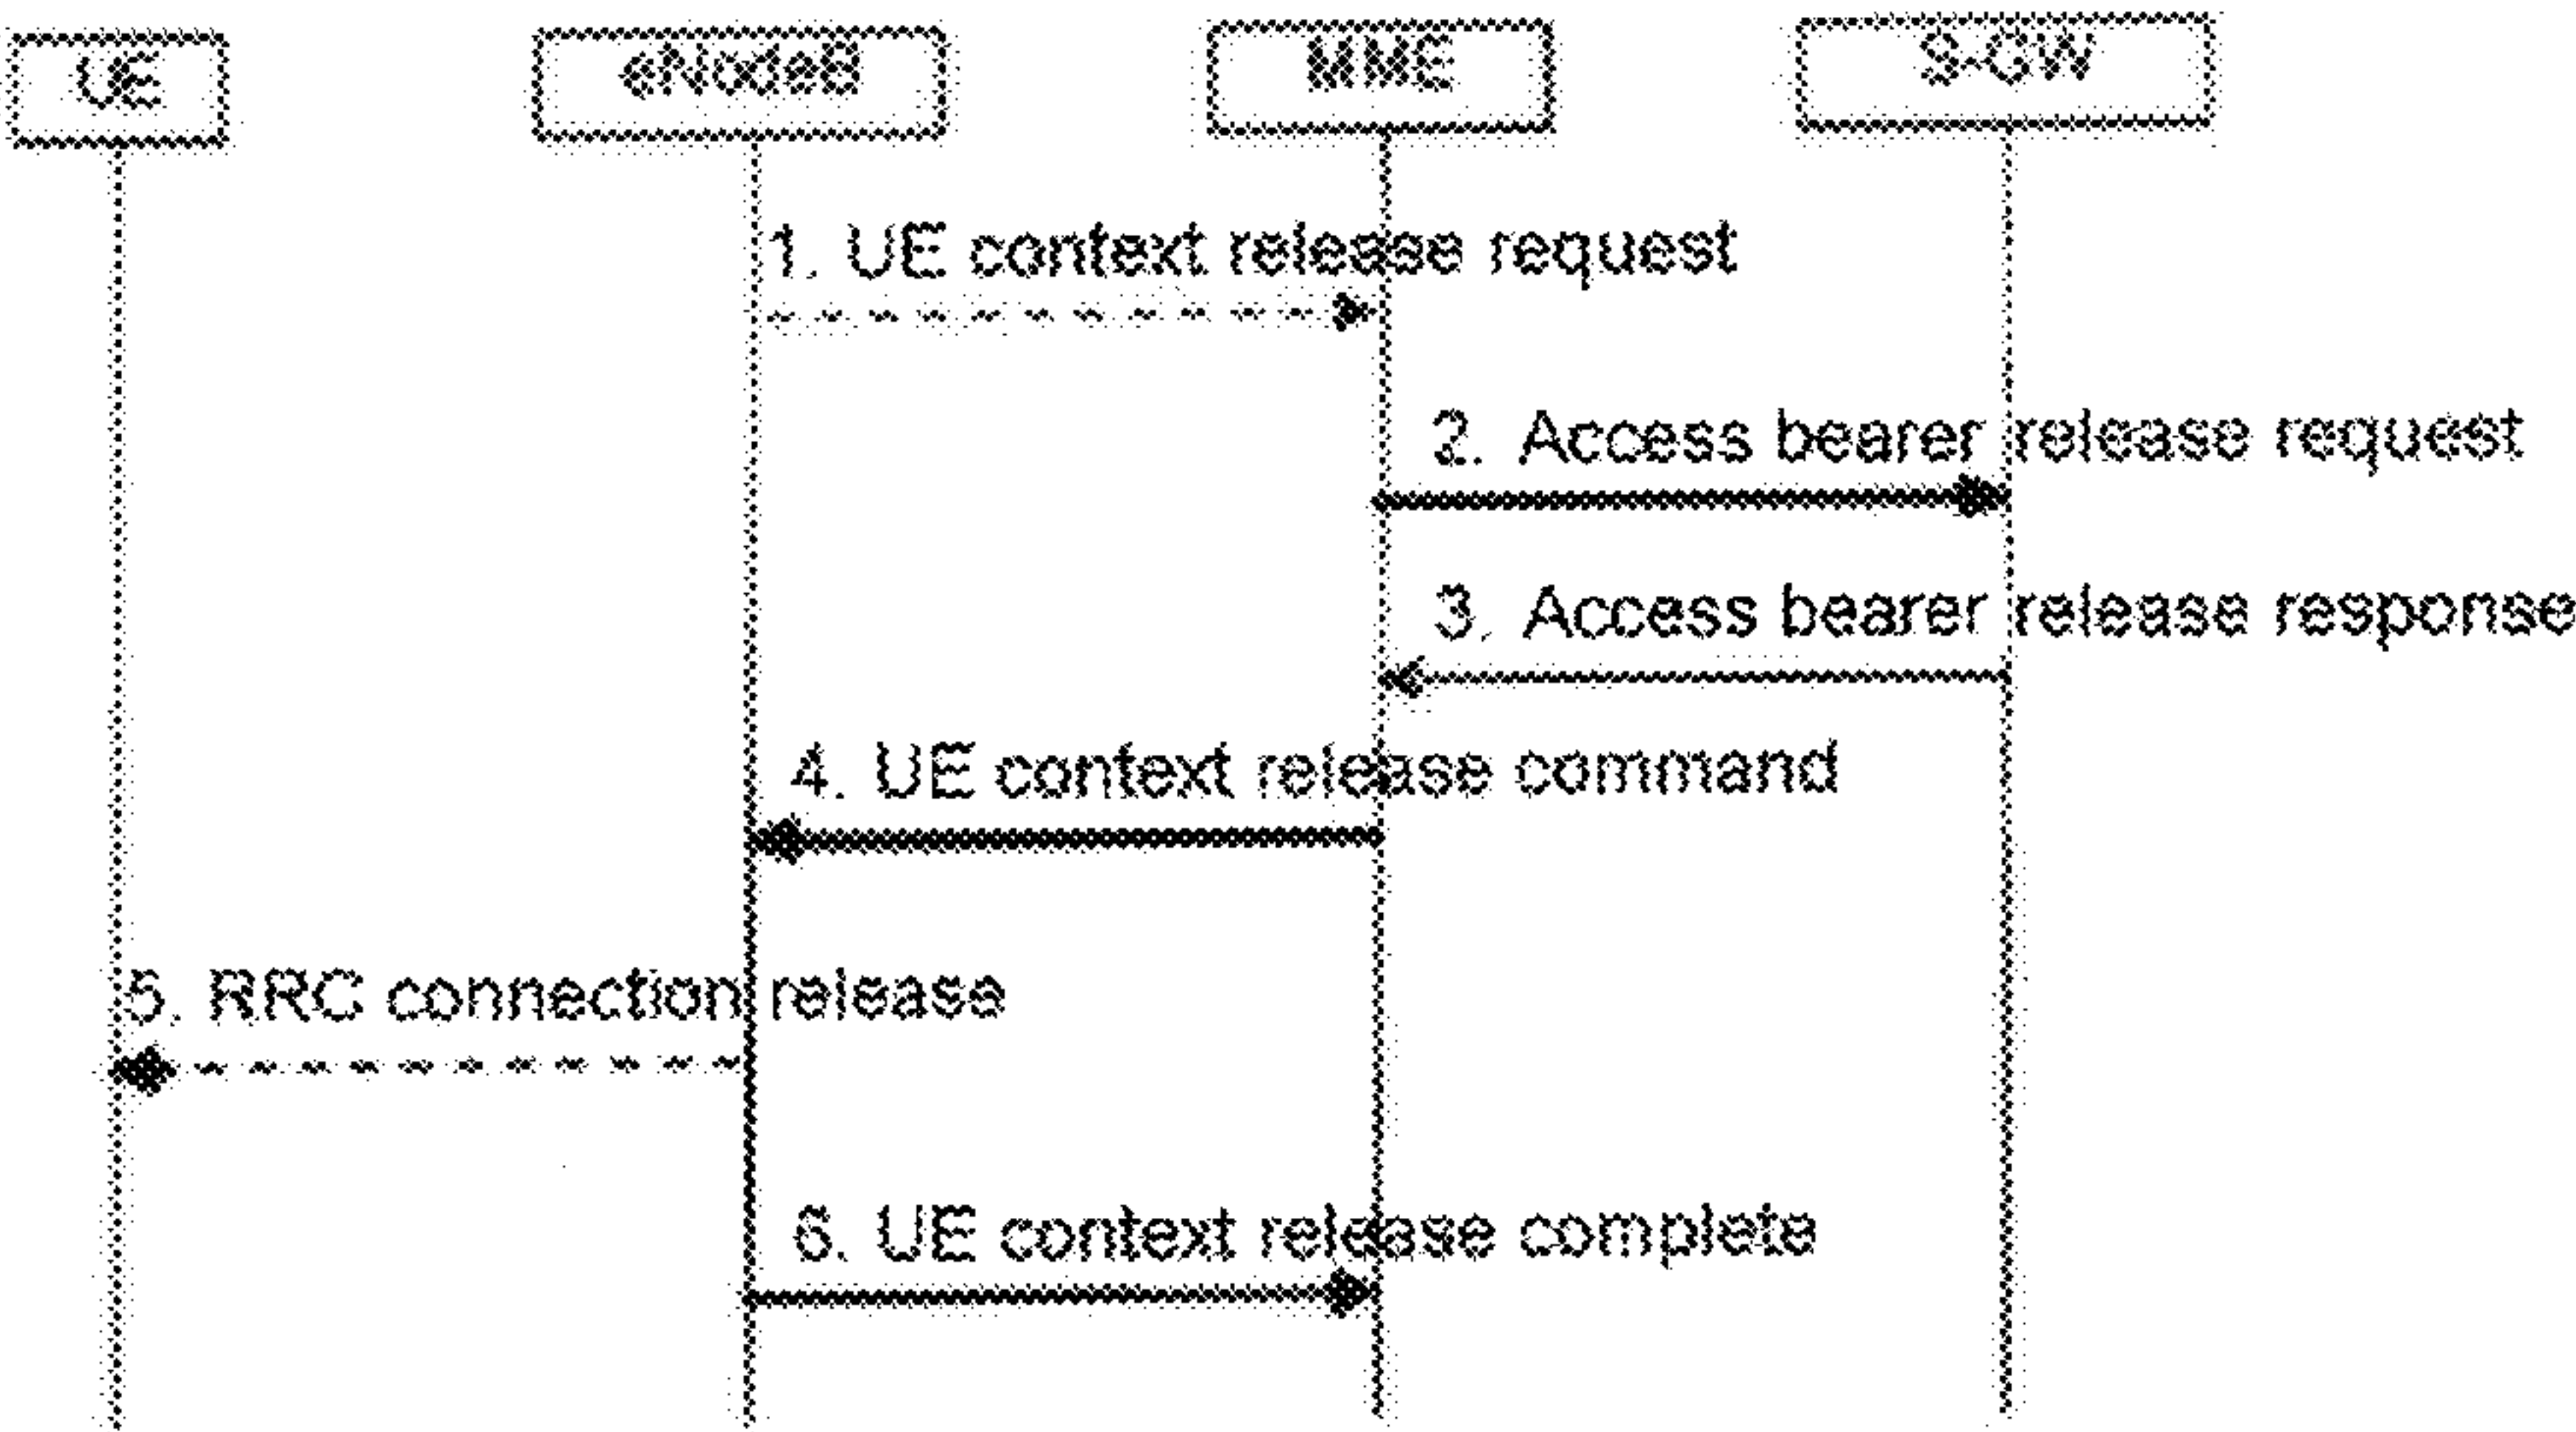 UE
eNodeB
MME
S-GW
1. UE context release request
2. Access bearer release request
3. Access bearer release response
4. UE context release command
5. RRC connection release
6. UE context release complete